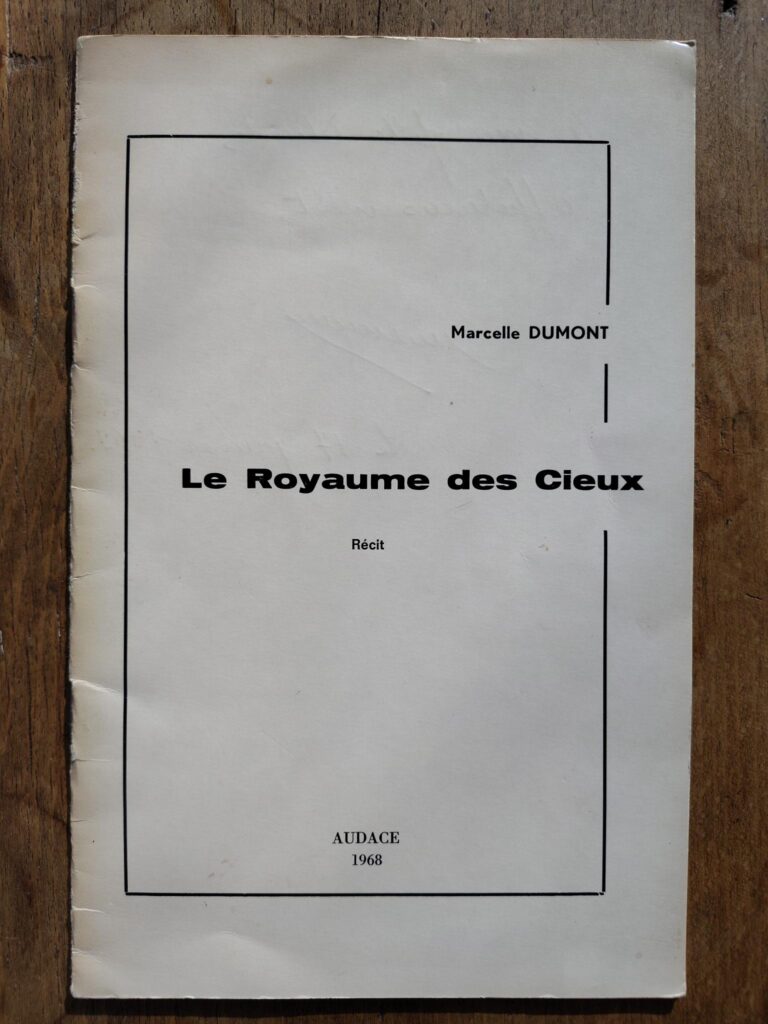 Marcelle DUMONT
Le Royaume des Cieux
Récit
AUDACE
1968